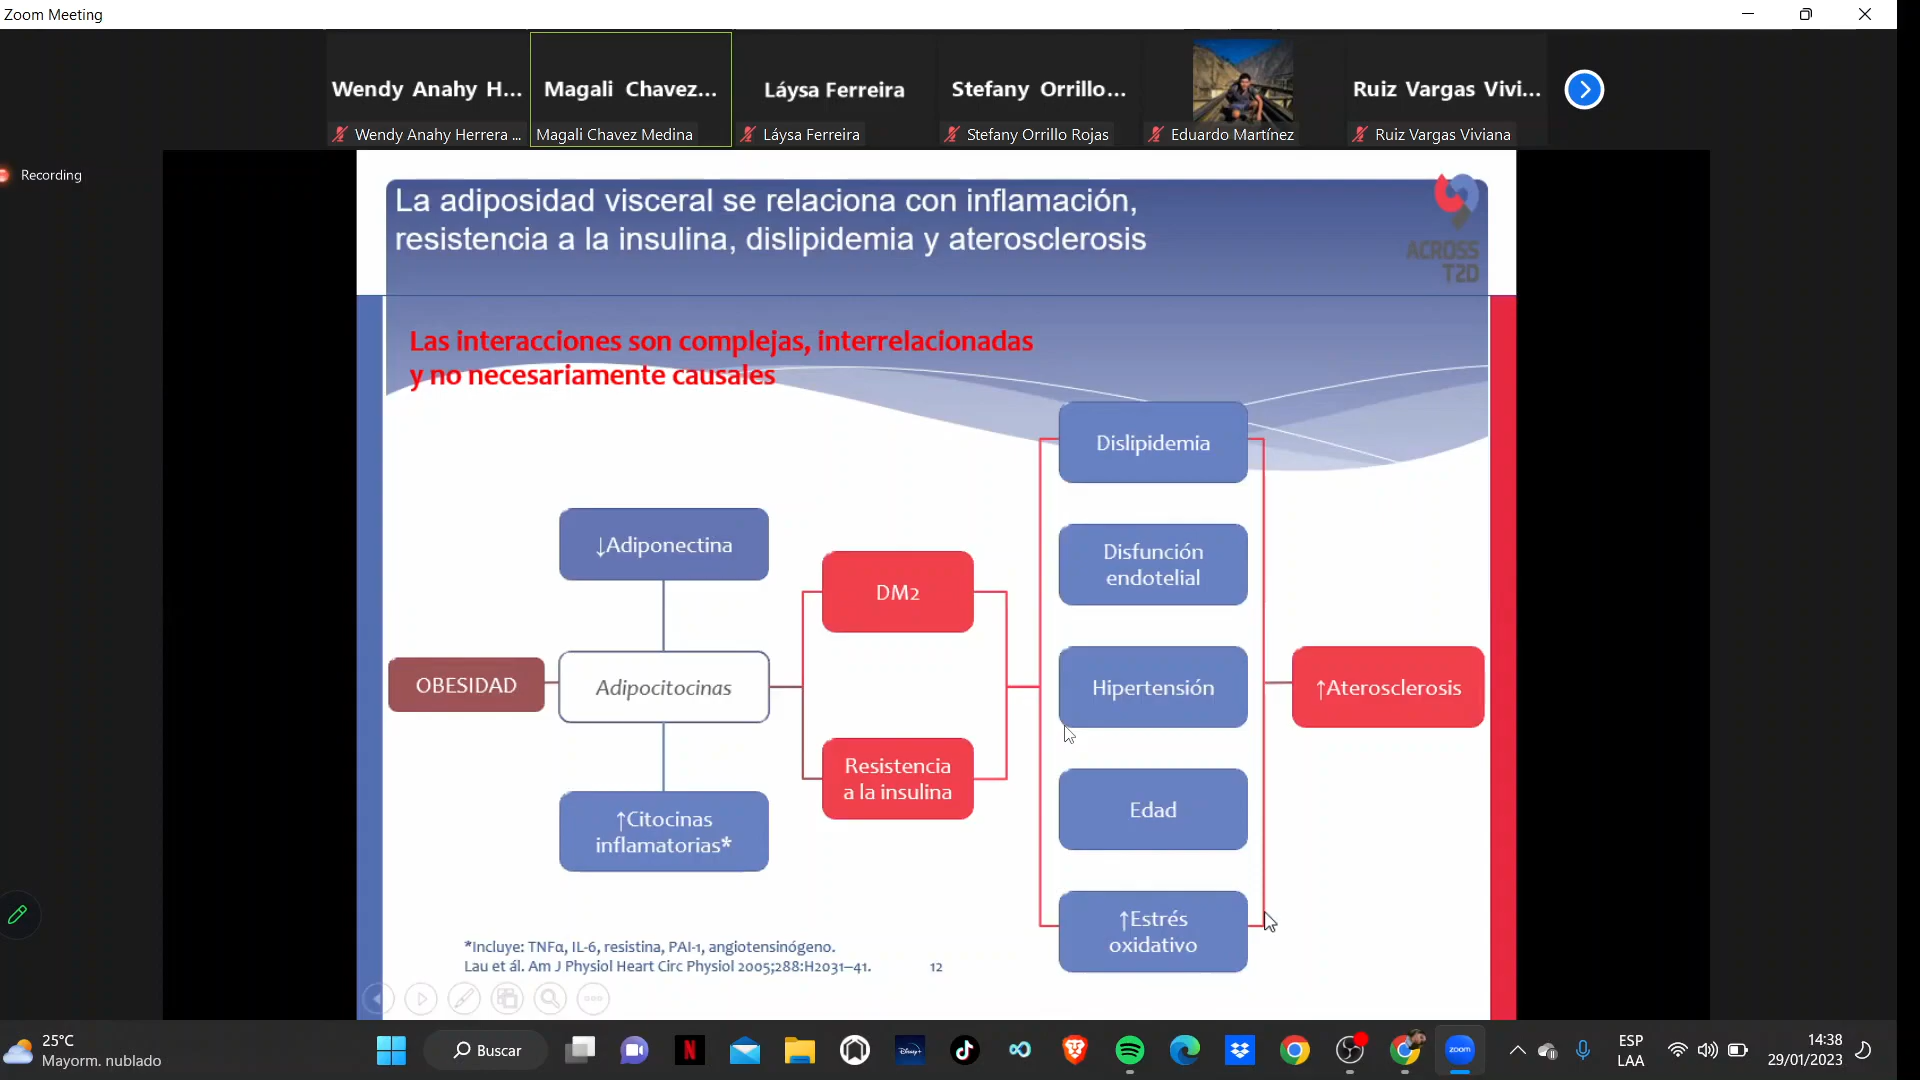 Zoom Meeting
Wendy Anahy H...
Magali Chavez...
Láysa Ferreira
Stefany Orrillo...
Ruiz Vargas Vivi...
Wendy Anahy Herrera ...
Magali Chavez Medina
Láysa Ferreira
Stefany Orrillo Rojas
Eduardo Martínez
Ruiz Vargas Viviana
Recording
La adiposidad visceral se relaciona con inflamación,
resistencia a la insulina, dislipidemia y aterosclerosis
ACROSS
T2D
Las interacciones son complejas, interrelacionadas
y no necesariamente causales
OBESIDAD
↓Adiponectina
Adipocitocinas
↑Citocinas
inflamatorias*
DM2
Resistencia
a la insulina
Dislipidemia
Disfunción
endotelial
Hipertensión
Edad
↑Estrés
oxidativo
↑Aterosclerosis
*Incluye: TNFα, IL-6, resistina, PAI-1, angiotensinógeno.
Lau et ál. Am J Physiol Heart Circ Physiol 2005;288:H2031–41.
12
25°C
Mayorm. nublado
Buscar
N
Disney+
zoom
ESP
LAA
14:38
29/01/2023